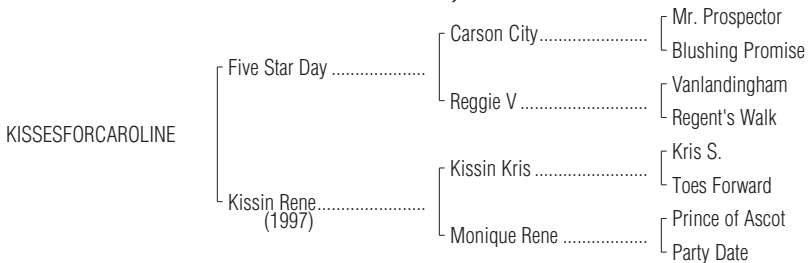 Mr. Prospector
Carson City......................
Blushing Promise
Five Star Day ...................
Vanlandingham
Reggie V ..........................
Regent's Walk
KISSESFORCAROLINE
Kris S.
Kissin Kris .......................
Toes Forward
Kissin Rene......................
(1997)
Prince of Ascot
Monique Rene .................
Party Date